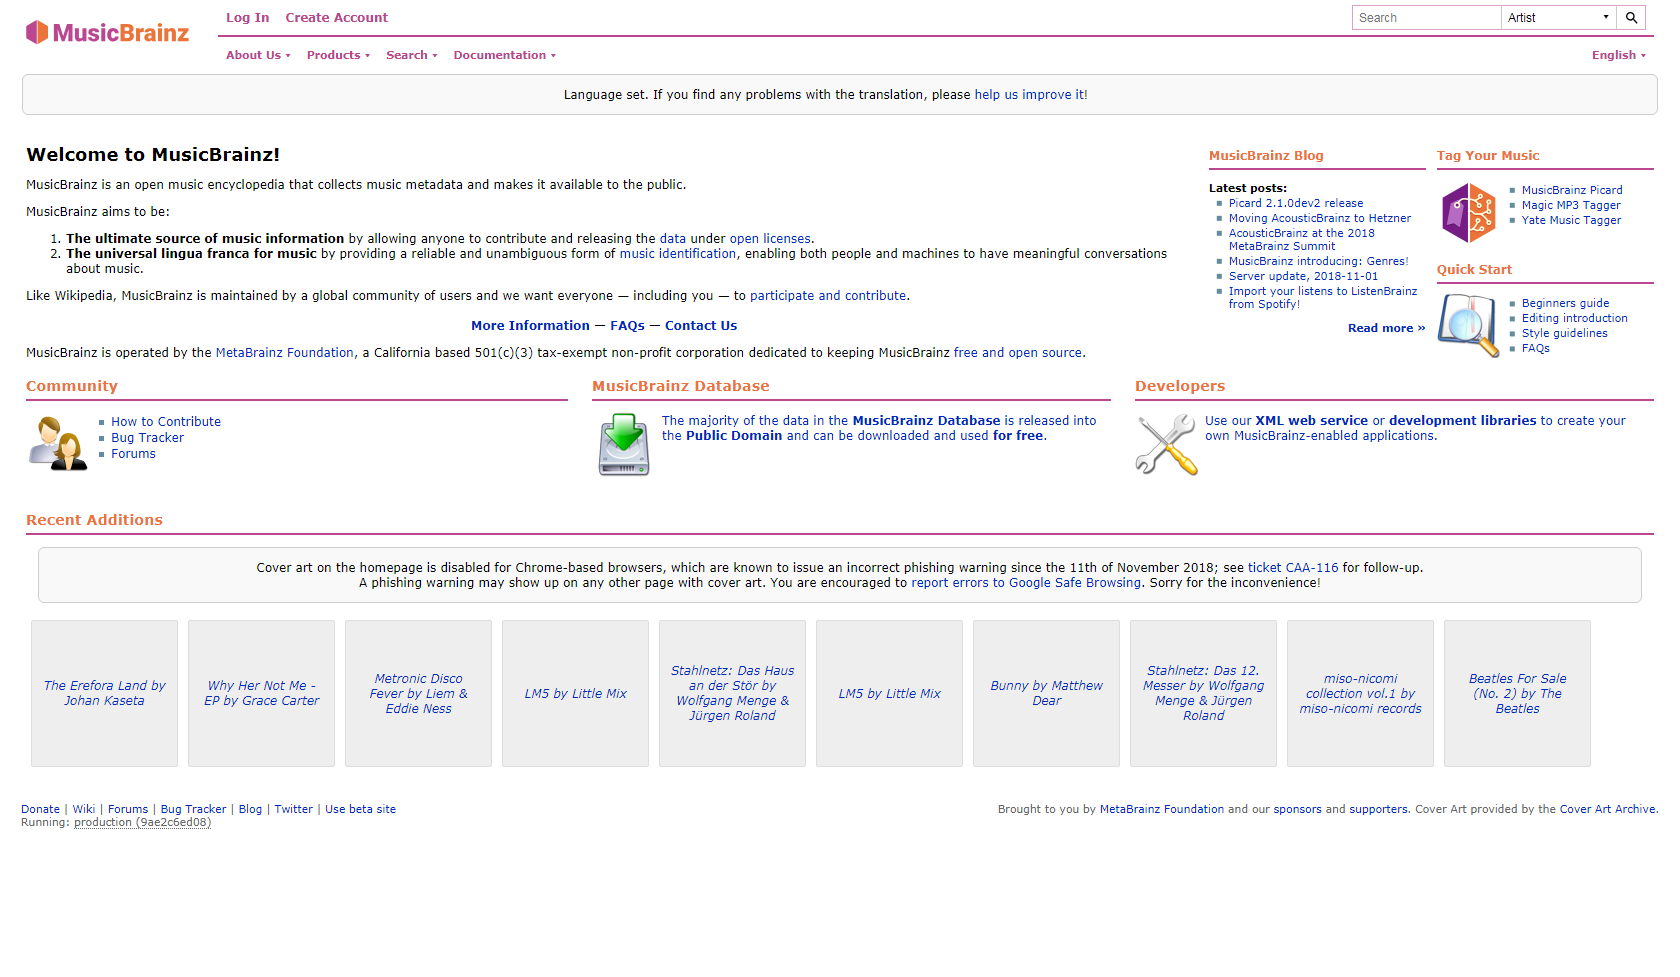 MusicBrainz
Log In Create Account
Search Artist
About Us Products Search Documentation
English
Language set. If you find any problems with the translation, please help us improve it!
Welcome to MusicBrainz!
MusicBrainz is an open music encyclopedia that collects music metadata and makes it available to the public.
MusicBrainz aims to be:
1. The ultimate source of music information by allowing anyone to contribute and releasing the data under open licenses.
2. The universal lingua franca for music by providing a reliable and unambiguous form of music identification, enabling both people and machines to have meaningful conversations
about music.
Like Wikipedia, MusicBrainz is maintained by a global community of users and we want everyone — including you — to participate and contribute.
More Information — FAQs — Contact Us
MusicBrainz is operated by the MetaBrainz Foundation, a California based 501(c)(3) tax-exempt non-profit corporation dedicated to keeping MusicBrainz free and open source.
MusicBrainz Blog
Latest posts:
Picard 2.1.0dev2 release
Moving AcousticBrainz to Hetzner
AcousticBrainz at the 2018
MetaBrainz Summit
MusicBrainz introducing: Genres!
Server update, 2018-11-01
Import your listens to ListenBrainz
from Spotify!
Read more »
Tag Your Music
MusicBrainz Picard
Magic MP3 Tagger
Yate Music Tagger
Quick Start
Beginners guide
Editing introduction
Style guidelines
FAQs
Community
How to Contribute
Bug Tracker
Forums
MusicBrainz Database
The majority of the data in the MusicBrainz Database is released into
the Public Domain and can be downloaded and used for free.
Developers
Use our XML web service or development libraries to create your
own MusicBrainz-enabled applications.
Recent Additions
Cover art on the homepage is disabled for Chrome-based browsers, which are known to issue an incorrect phishing warning since the 11th of November 2018; see ticket CAA-116 for follow-up.
A phishing warning may show up on any other page with cover art. You are encouraged to report errors to Google Safe Browsing. Sorry for the inconvenience!
The Erefora Land by
Johan Kaseta
Why Her Not Me -
EP by Grace Carter
Metronic Disco
Fever by Liem &
Eddie Ness
LM5 by Little Mix
Stahlnetz: Das Haus
an der Stör by
Wolfgang Menge &
Jürgen Roland
LM5 by Little Mix
Bunny by Matthew
Dear
Stahlnetz: Das 12.
Messer by Wolfgang
Menge & Jürgen
Roland
miso-nicomi
collection vol.1 by
miso-nicomi records
Beatles For Sale
(No. 2) by The
Beatles
Donate | Wiki | Forums | Bug Tracker | Blog | Twitter | Use beta site
Running: production (9ae2c6ed08)
Brought to you by MetaBrainz Foundation and our sponsors and supporters. Cover Art provided by the Cover Art Archive.